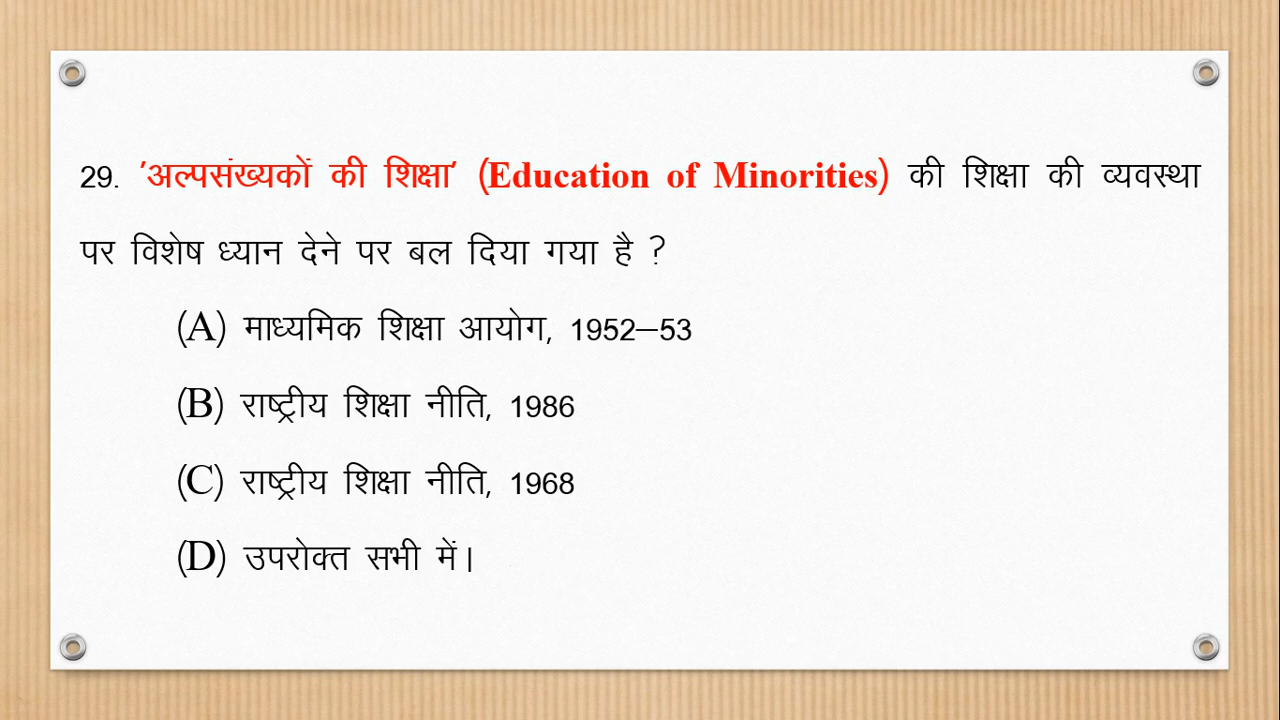 29. 'अल्पसंख्यकों की शिक्षा' (Education of Minorities) की शिक्षा की व्यवस्था
पर विशेष ध्यान देने पर बल दिया गया है ?
(A) माध्यमिक शिक्षा आयोग, 1952–53
(B) राष्ट्रीय शिक्षा नीति, 1986
(C) राष्ट्रीय शिक्षा नीति, 1968
(D) उपरोक्त सभी में।